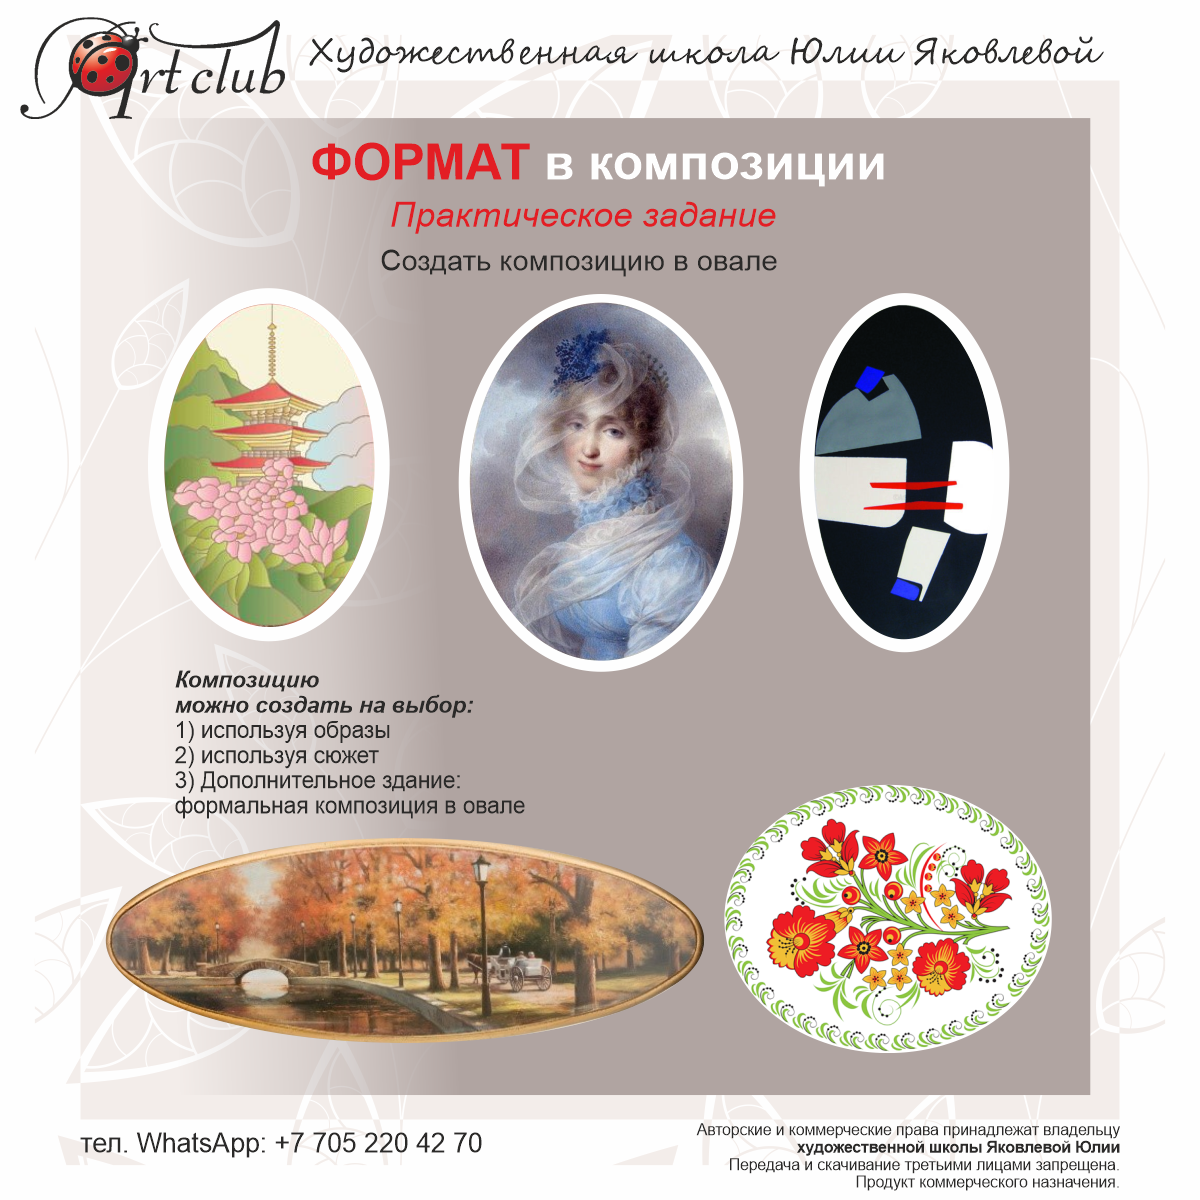 Art club
Художественная школа Юлии Яковлевой
ФОРМАТ в композиции
Практическое задание
Создать композицию в овале
Композицию
можно создать на выбор:
1) используя образы
2) используя сюжет
3) Дополнительное здание:
формальная композиция в овале
тел. WhatsApp: +7 705 220 42 70
Авторские и коммерческие права принадлежат владельцу
художественной школы Яковлевой Юлии
Передача и скачивание третьими лицами запрещена.
Продукт коммерческого назначения.